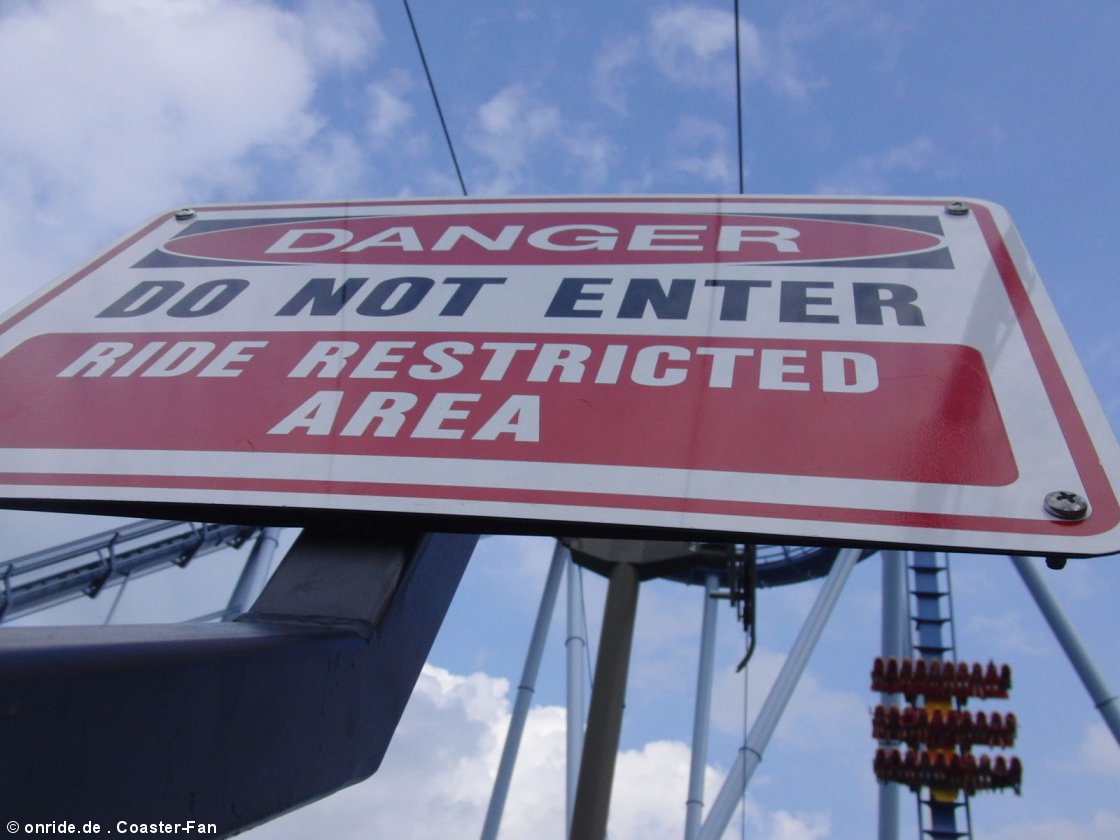 DANGER
DO NOT ENTER
RIDE RESTRICTED
AREA
© onride.de . Coaster-Fan